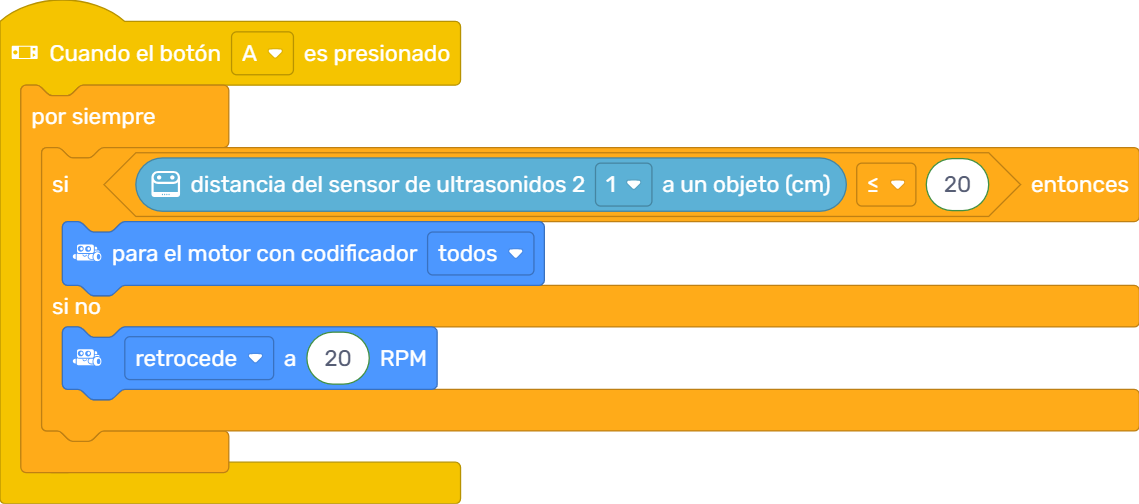 Cuando el botón A es presionado
por siempre
si distancia del sensor de ultrasonidos 2 1 a un objeto (cm) ≤ 20 entonces
para el motor con codificador todos
si no
retrocede a 20 RPM